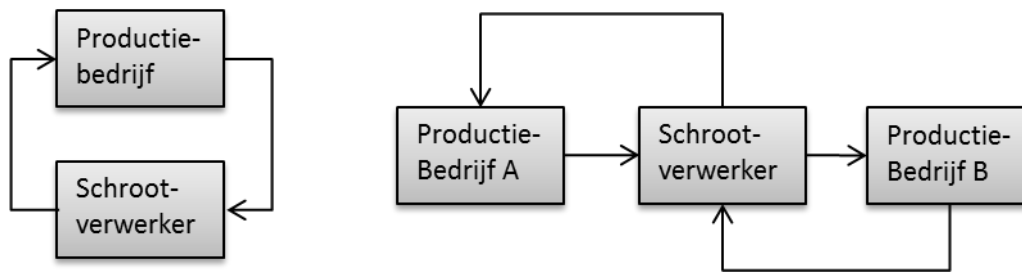 Productie-
bedrijf
Schroot-
verwerker
Productie-
Bedrijf A
Schroot-
verwerker
Productie-
Bedrijf B